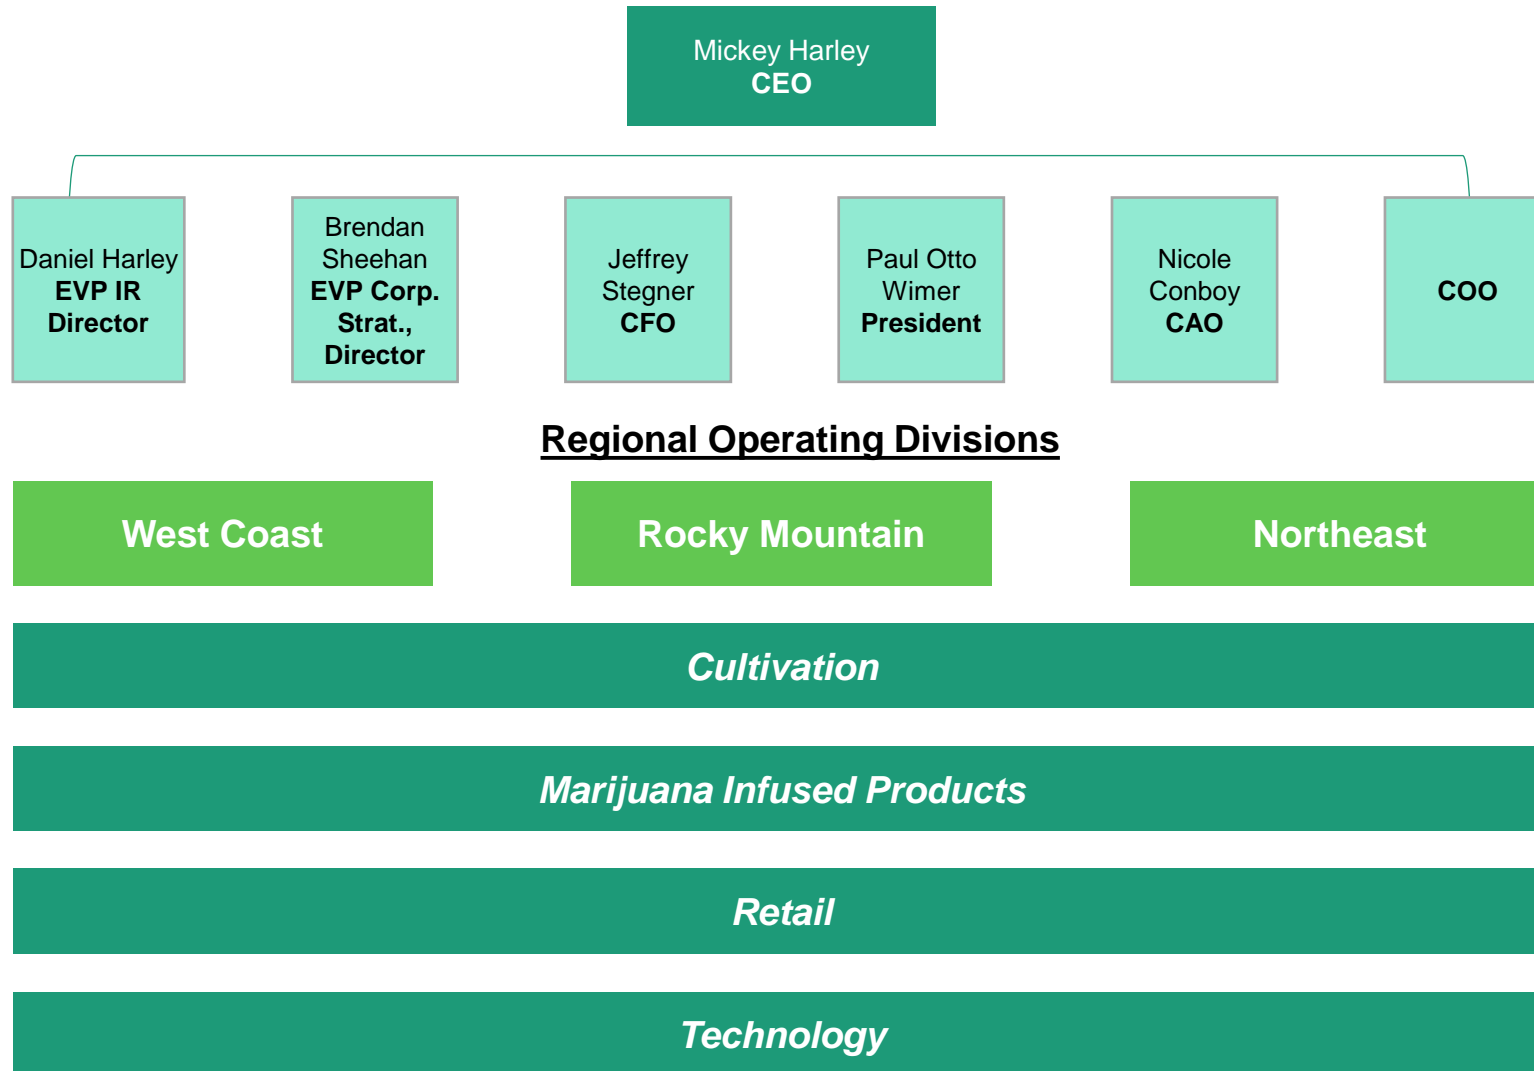 Mickey Harley
CEO
Daniel Harley
EVP IR
Director
Brendan
Sheehan
EVP Corp.
Strat.,
Director
Jeffrey
Stegner
CFO
Paul Otto
Wimer
President
Nicole
Conboy
CAO
COO
Regional Operating Divisions
West Coast
Rocky Mountain
Northeast
Cultivation
Marijuana Infused Products
Retail
Technology